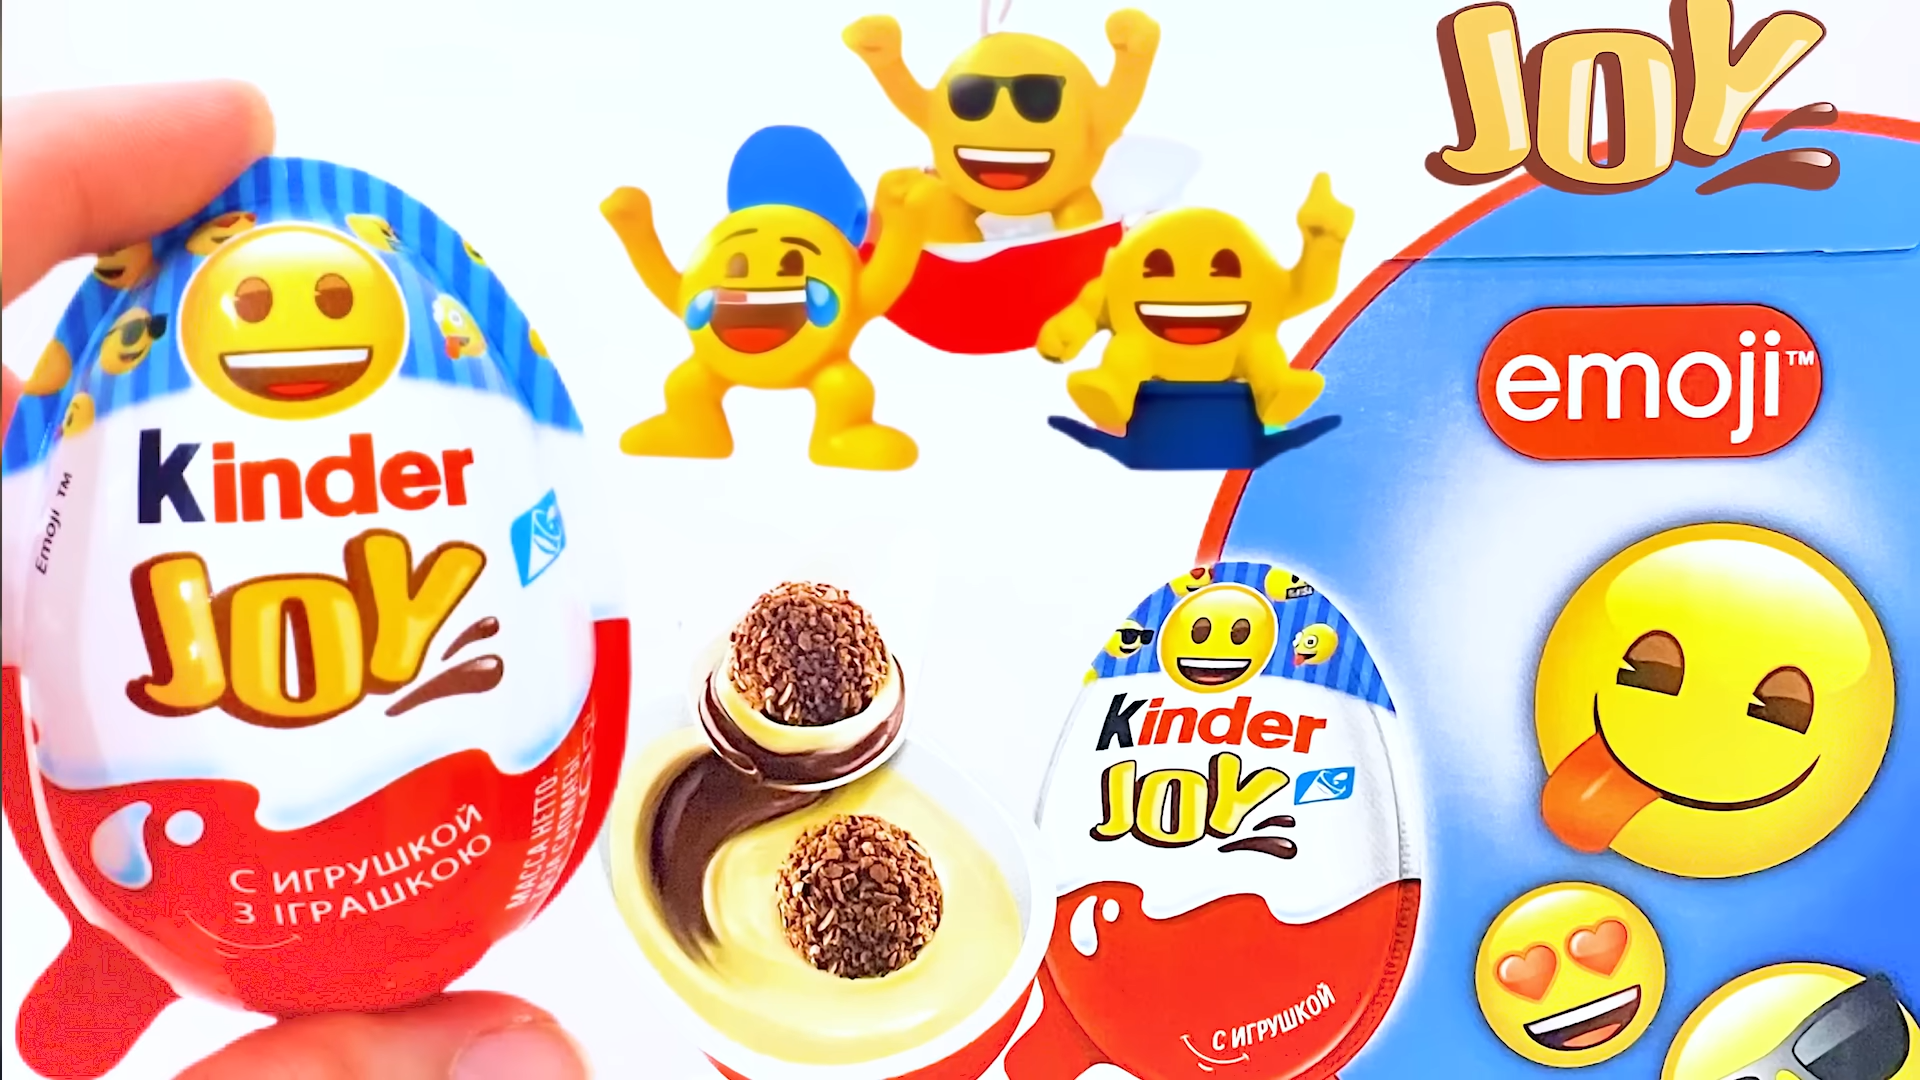 JOY
emoji™
Emoji ™
Kinder
JOY
С ИГРУШКОЙ
З ІГРАШКОЮ
МАССА НЕТТО:
Kinder
JOY
С ИГРУШКОЙ